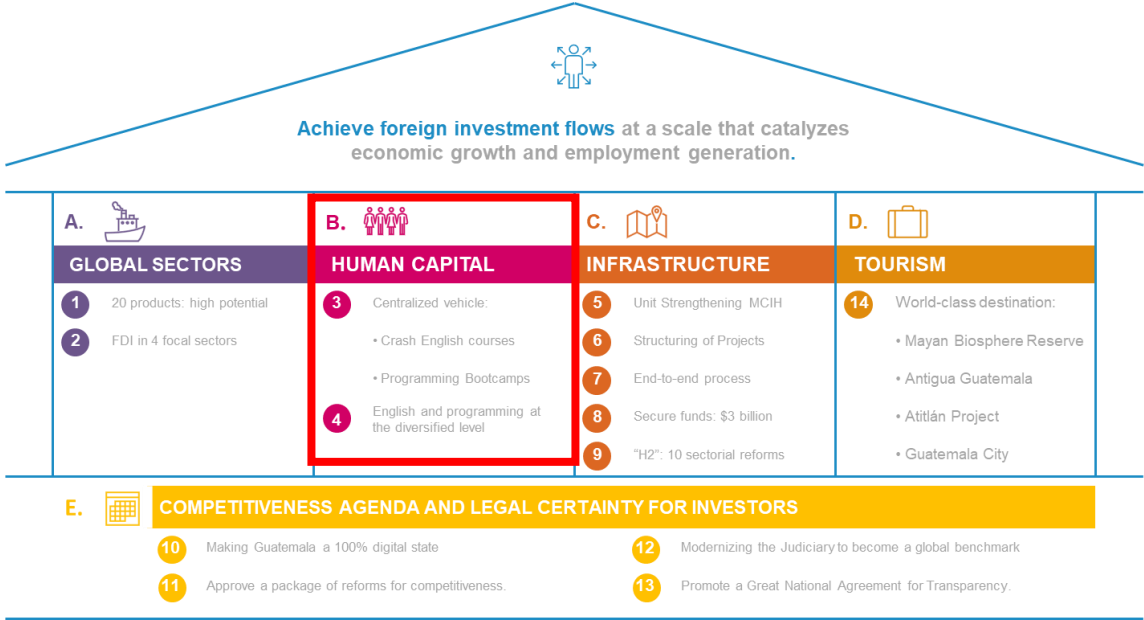 Achieve foreign investment flows at a scale that catalyzes
economic growth and employment generation.
A.
GLOBAL SECTORS
1 20 products: high potential
2 FDI in 4 focal sectors
B.
HUMAN CAPITAL
3 Centralized vehicle:
• Crash English courses
• Programming Bootcamps
4 English and programming at
the diversified level
C.
INFRASTRUCTURE
5 Unit Strengthening MCIH
6 Structuring of Projects
7 End-to-end process
8 Secure funds: $3 billion
9 "H2": 10 sectorial reforms
D.
TOURISM
14 World-class destination:
• Mayan Biosphere Reserve
• Antigua Guatemala
• Atitlán Project
• Guatemala City
E. COMPETITIVENESS AGENDA AND LEGAL CERTAINTY FOR INVESTORS
10 Making Guatemala a 100% digital state
11 Approve a package of reforms for competitiveness.
12 Modernizing the Judiciary to become a global benchmark
13 Promote a Great National Agreement for Transparency.